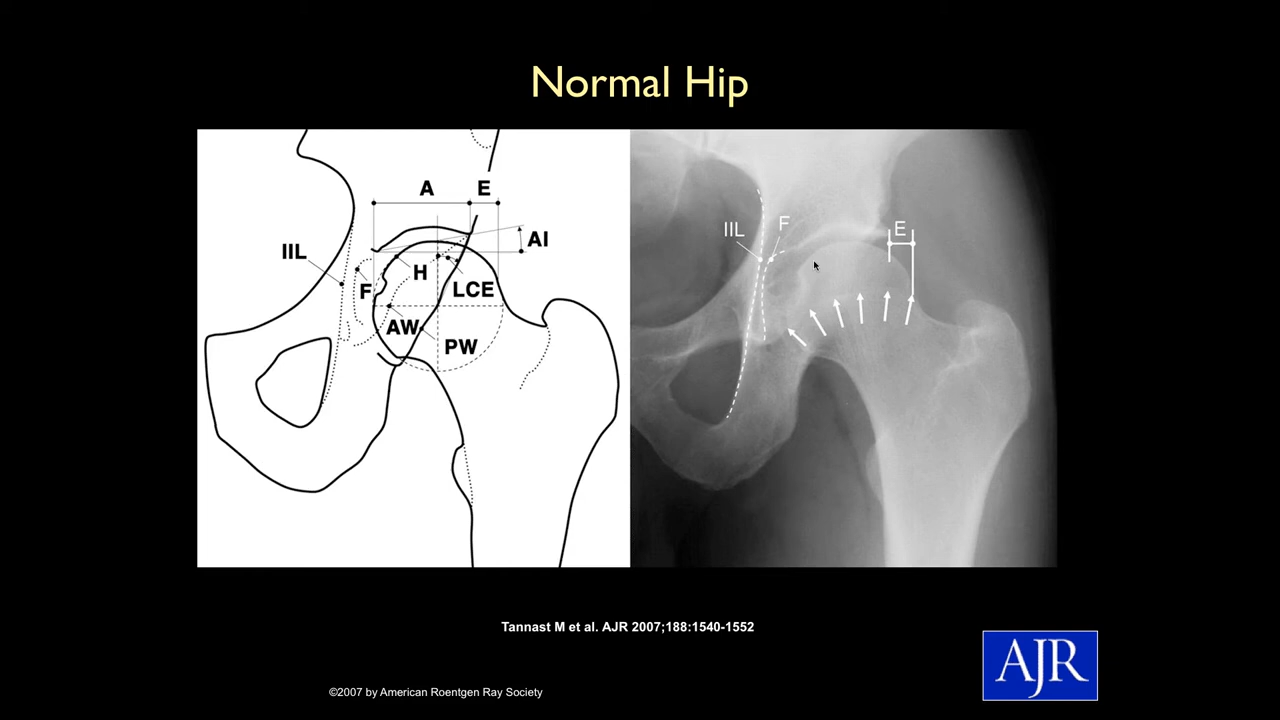 Normal Hip
A
E
AI
IIL
H
F
LCE
AW
PW
IIL
F
E
Tannast M et al. AJR 2007;188:1540-1552
©2007 by American Roentgen Ray Society
AJR